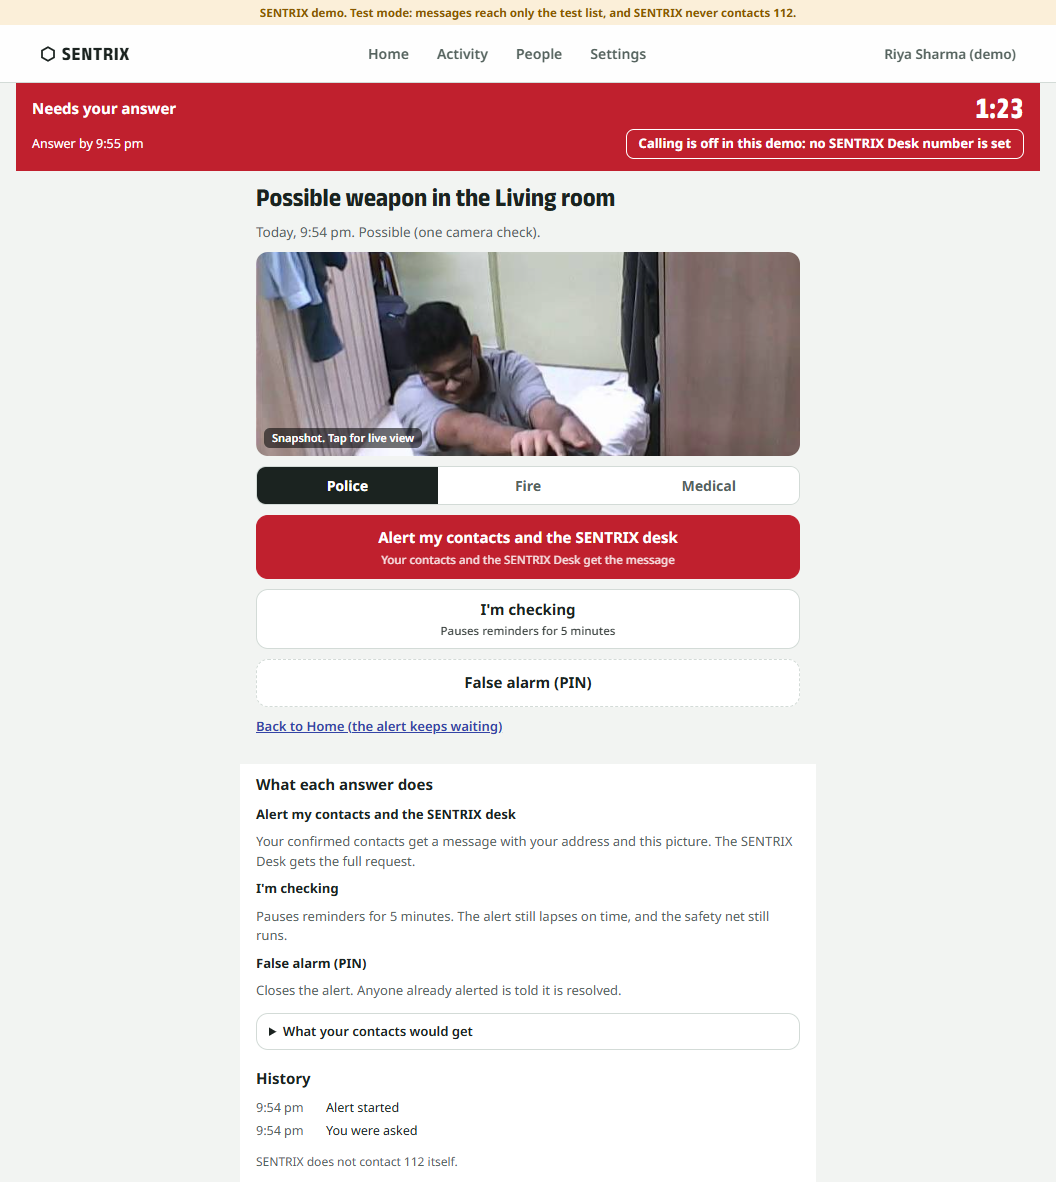 SENTRIX demo. Test mode: messages reach only the test list, and SENTRIX never contacts 112.
SENTRIX
Home
Activity
People
Settings
Riya Sharma (demo)
Needs your answer
1:23
Answer by 9:55 pm
Calling is off in this demo: no SENTRIX Desk number is set
Possible weapon in the Living room
Today, 9:54 pm. Possible (one camera check).
Snapshot. Tap for live view
Police
Fire
Medical
Alert my contacts and the SENTRIX desk
Your contacts and the SENTRIX Desk get the message
I'm checking
Pauses reminders for 5 minutes
False alarm (PIN)
Back to Home (the alert keeps waiting)
What each answer does
Alert my contacts and the SENTRIX desk
Your confirmed contacts get a message with your address and this picture. The SENTRIX
Desk gets the full request.
I'm checking
Pauses reminders for 5 minutes. The alert still lapses on time, and the safety net still
runs.
False alarm (PIN)
Closes the alert. Anyone already alerted is told it is resolved.
What your contacts would get
History
9:54 pm Alert started
9:54 pm You were asked
SENTRIX does not contact 112 itself.